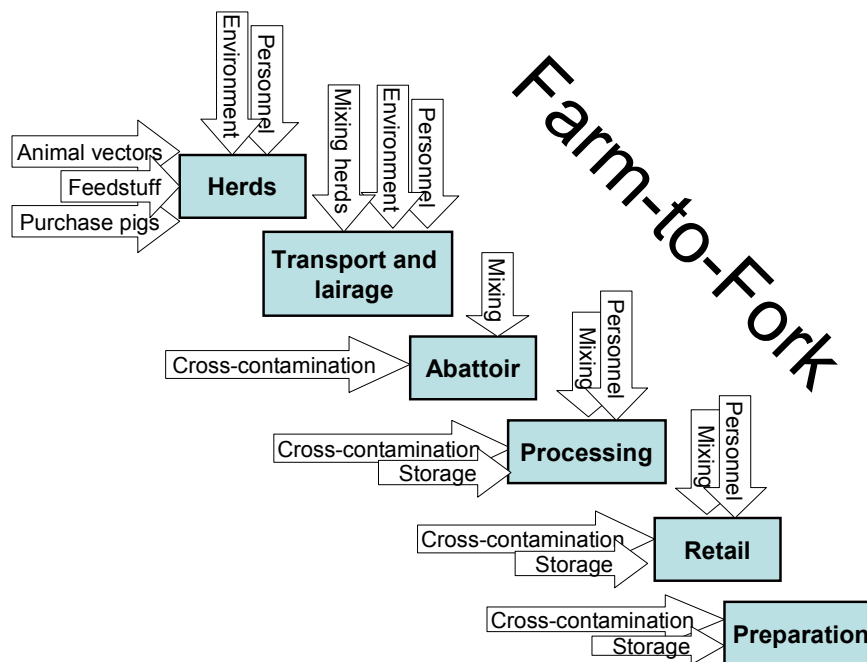 Environment
Personnel
Animal vectors
Feedstuff
Purchase pigs
Herds
Mixing herds
Environment
Personnel
Transport and
lairage
Farm-to-Fork
Mixing
Cross-contamination
Abattoir
Mixing
Personnel
Cross-contamination
Storage
Processing
Mixing
Personnel
Cross-contamination
Storage
Retail
Cross-contamination
Storage
Preparation